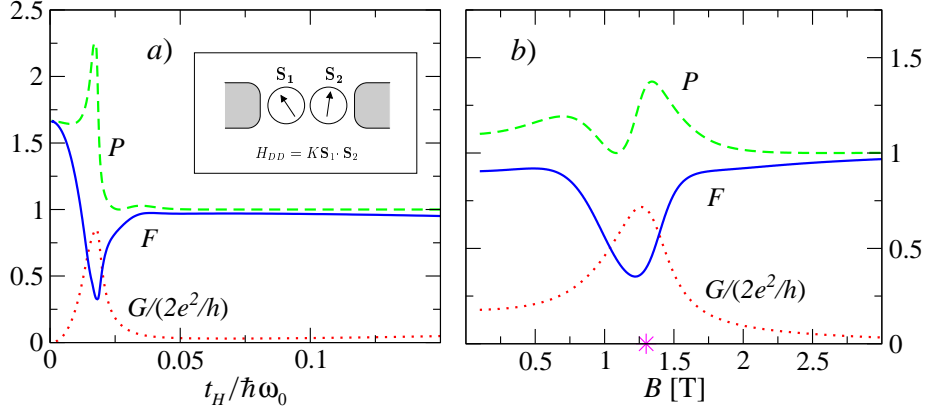 2.5
2
1.5
1
0.5
0
a)
S₁ S₂
H_DD = KS₁ · S₂
P
F
G/(2e²/h)
0 0.05 0.1
t_H/ħω₀
b)
P
F
G/(2e²/h)
1.5
1
0.5
0
0.5 1 1.5 2 2.5
B [T]